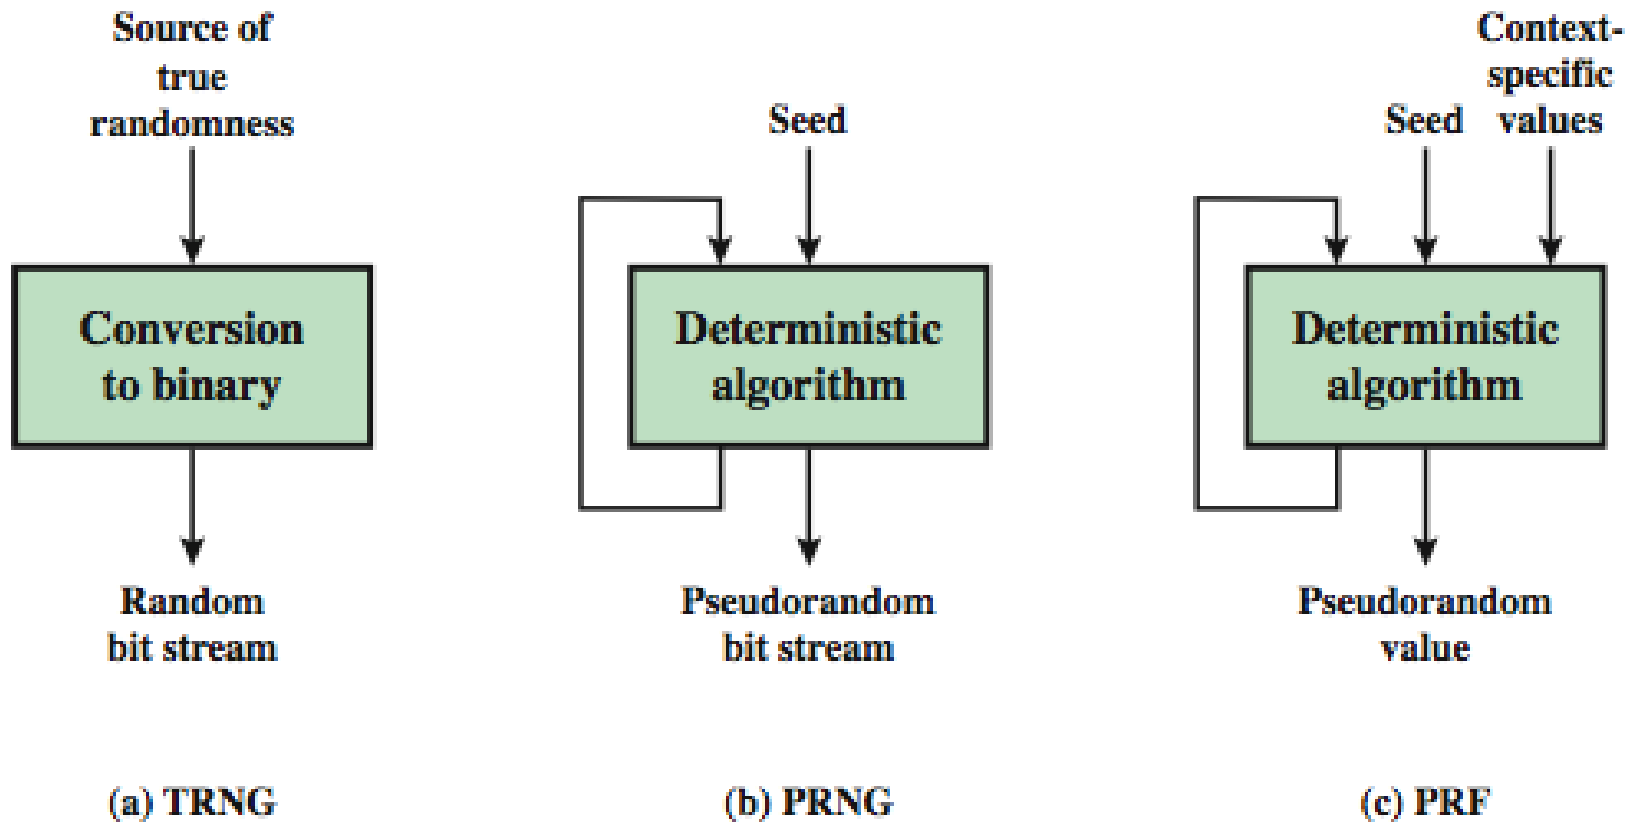 Source of
true
randomness
Conversion
to binary
Random
bit stream
(a) TRNG
Seed
Deterministic
algorithm
Pseudorandom
bit stream
(b) PRNG
Context-
specific
values
Seed
Deterministic
algorithm
Pseudorandom
value
(c) PRF